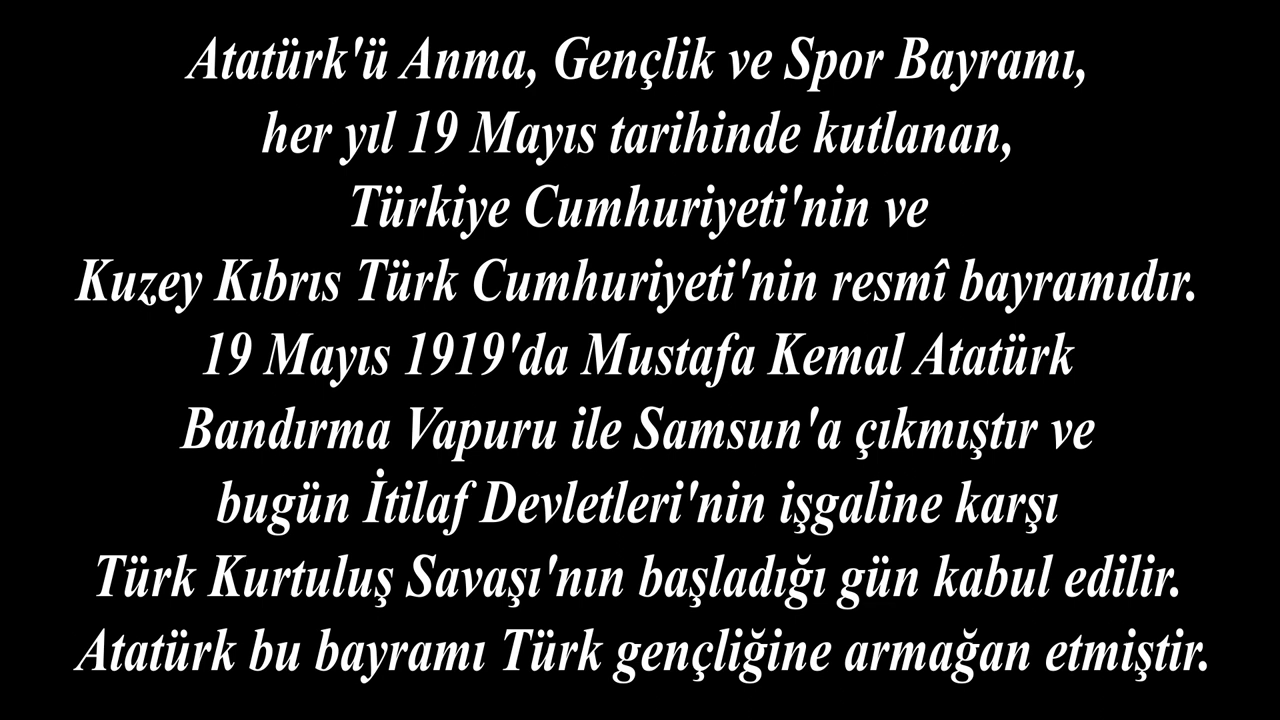 Atatürk'ü Anma, Gençlik ve Spor Bayramı,
her yıl 19 Mayıs tarihinde kutlanan,
Türkiye Cumhuriyeti'nin ve
Kuzey Kıbrıs Türk Cumhuriyeti'nin resmî bayramıdır.
19 Mayıs 1919'da Mustafa Kemal Atatürk
Bandırma Vapuru ile Samsun'a çıkmıştır ve
bugün İtilaf Devletleri'nin işgaline karşı
Türk Kurtuluş Savaşı'nın başladığı gün kabul edilir.
Atatürk bu bayramı Türk gençliğine armağan etmiştir.